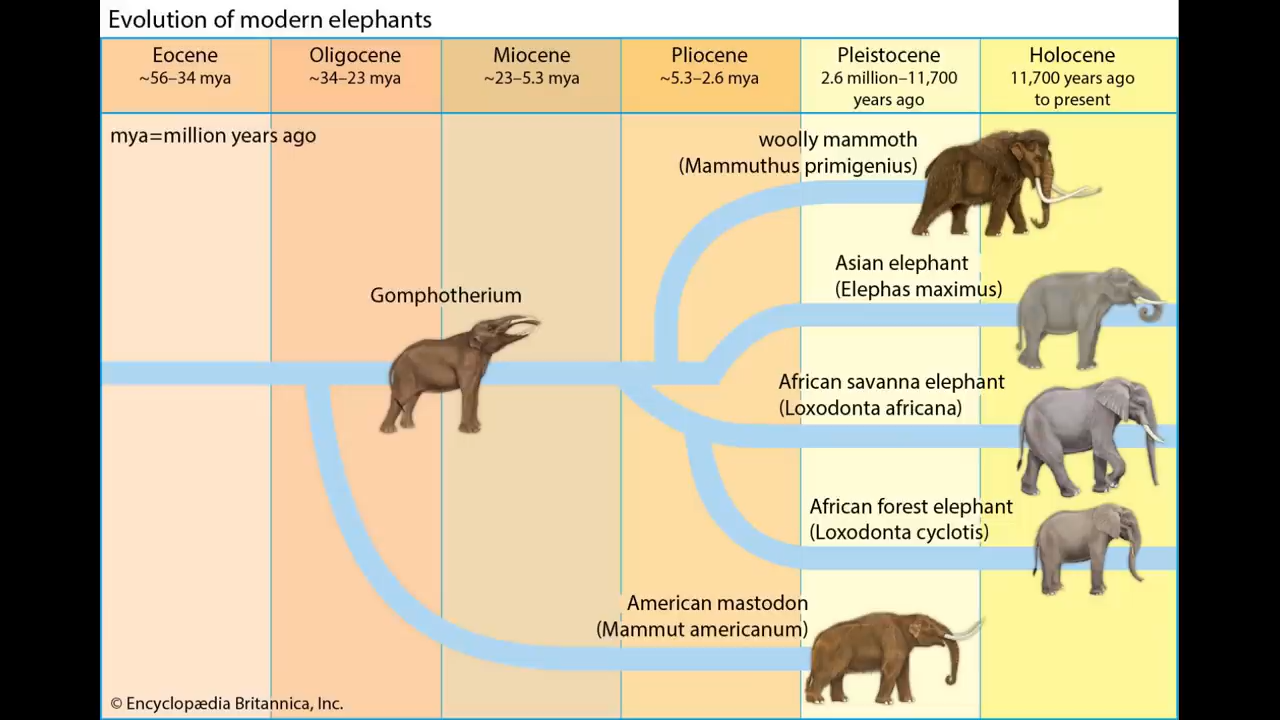 Evolution of modern elephants
Eocene
~56–34 mya
Oligocene
~34–23 mya
Miocene
~23–5.3 mya
Pliocene
~5.3–2.6 mya
Pleistocene
2.6 million–11,700
years ago
Holocene
11,700 years ago
to present
mya=million years ago
woolly mammoth
(Mammuthus primigenius)
Asian elephant
(Elephas maximus)
Gomphotherium
African savanna elephant
(Loxodonta africana)
African forest elephant
(Loxodonta cyclotis)
American mastodon
(Mammut americanum)
© Encyclopædia Britannica, Inc.